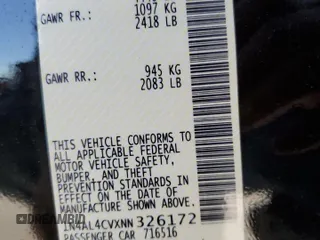 GAWR FR:
1097 KG
2418 LB
GAWR RR:
945 KG
2083 LB
THIS VEHICLE CONFORMS TO
ALL APPLICABLE FEDERAL
MOTOR VEHICLE SAFETY,
BUMPER, AND THEFT
PREVENTION STANDARDS IN
EFFECT ON THE DATE OF
MANUFACTURE SHOWN ABOVE.
1N4AL4CVXNN326172
PASSENGER CAR 716516
DREAMBID